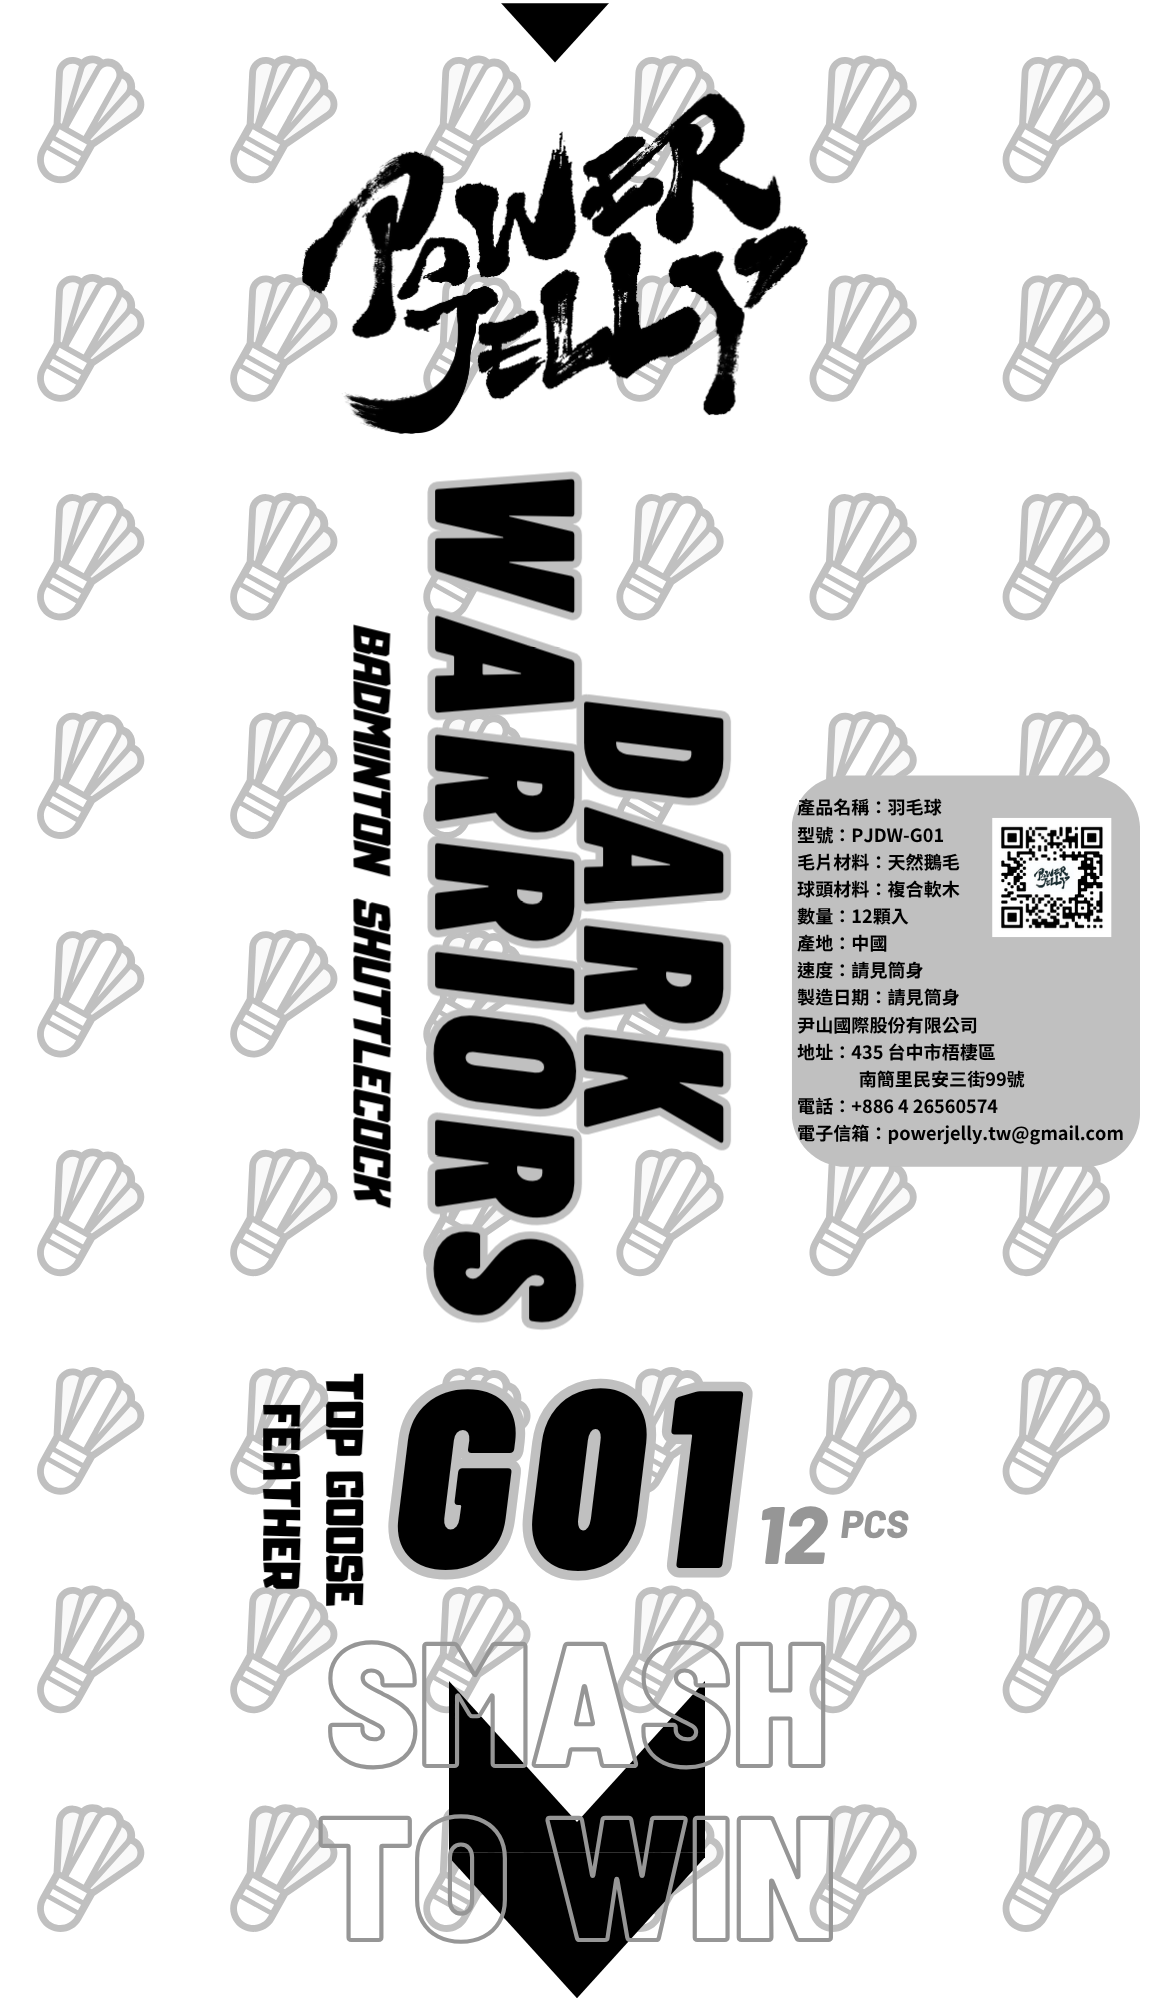 POWER
JELLY
DARK
WARRIORS
BADMINTON SHUTTLECOCK
產品名稱：羽毛球
型號：PJDW-G01
毛片材料：天然鵝毛
球頭材料：複合軟木
數量：12顆入
產地：中國
速度：請見筒身
製造日期：請見筒身
尹山國際股份有限公司
地址：435 台中市梧棲區
南簡里民安三街99號
電話：+886 4 26560574
電子信箱：powerjelly.tw@gmail.com
POWER
JELLY
TOP GOOSE
FEATHER
G01
12 PCS
SMASH
TO WIN